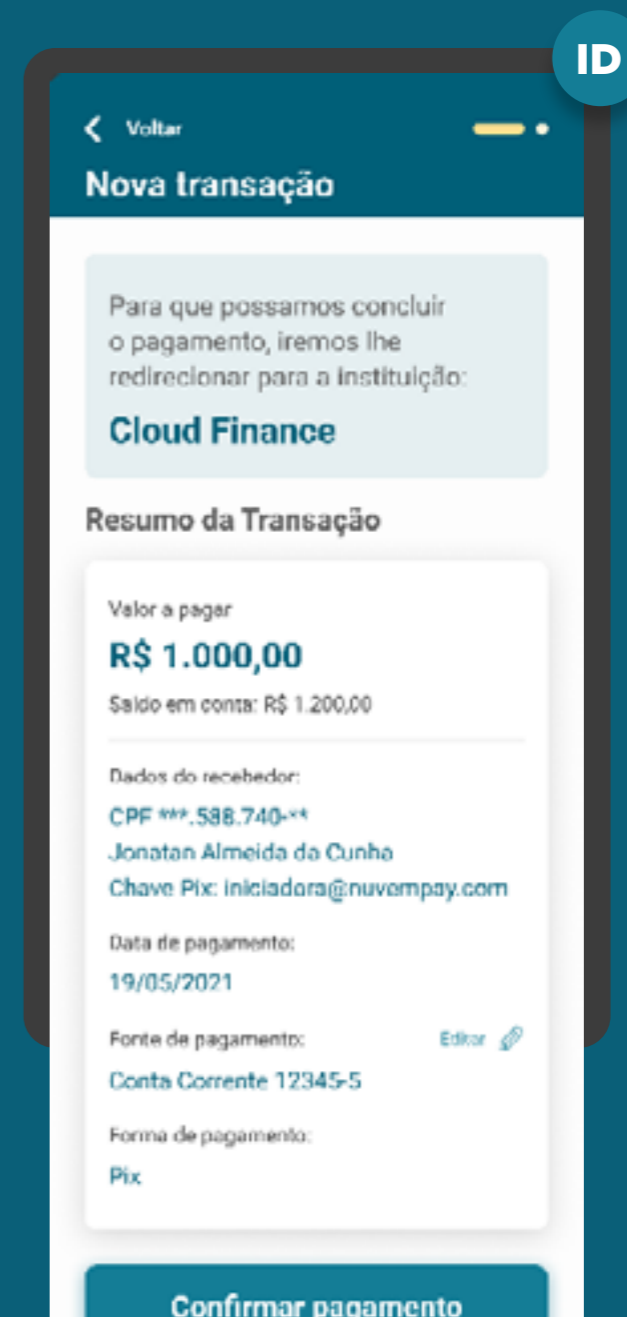 ID
Voltar
Nova transação
Para que possamos concluir
o pagamento, iremos lhe
redirecionar para a instituição:
Cloud Finance
Resumo da Transação
Valor a pagar
R$ 1.000,00
Saldo em conta: R$ 1.200,00
Dados do recebedor:
CPF ***.588.740-**
Jonatan Almeida da Cunha
Chave Pix: iniciadora@nuvempay.com
Data de pagamento:
19/05/2021
Fonte de pagamento:
Editar
Conta Corrente 12345-5
Forma de pagamento:
Pix
Confirmar pagamento